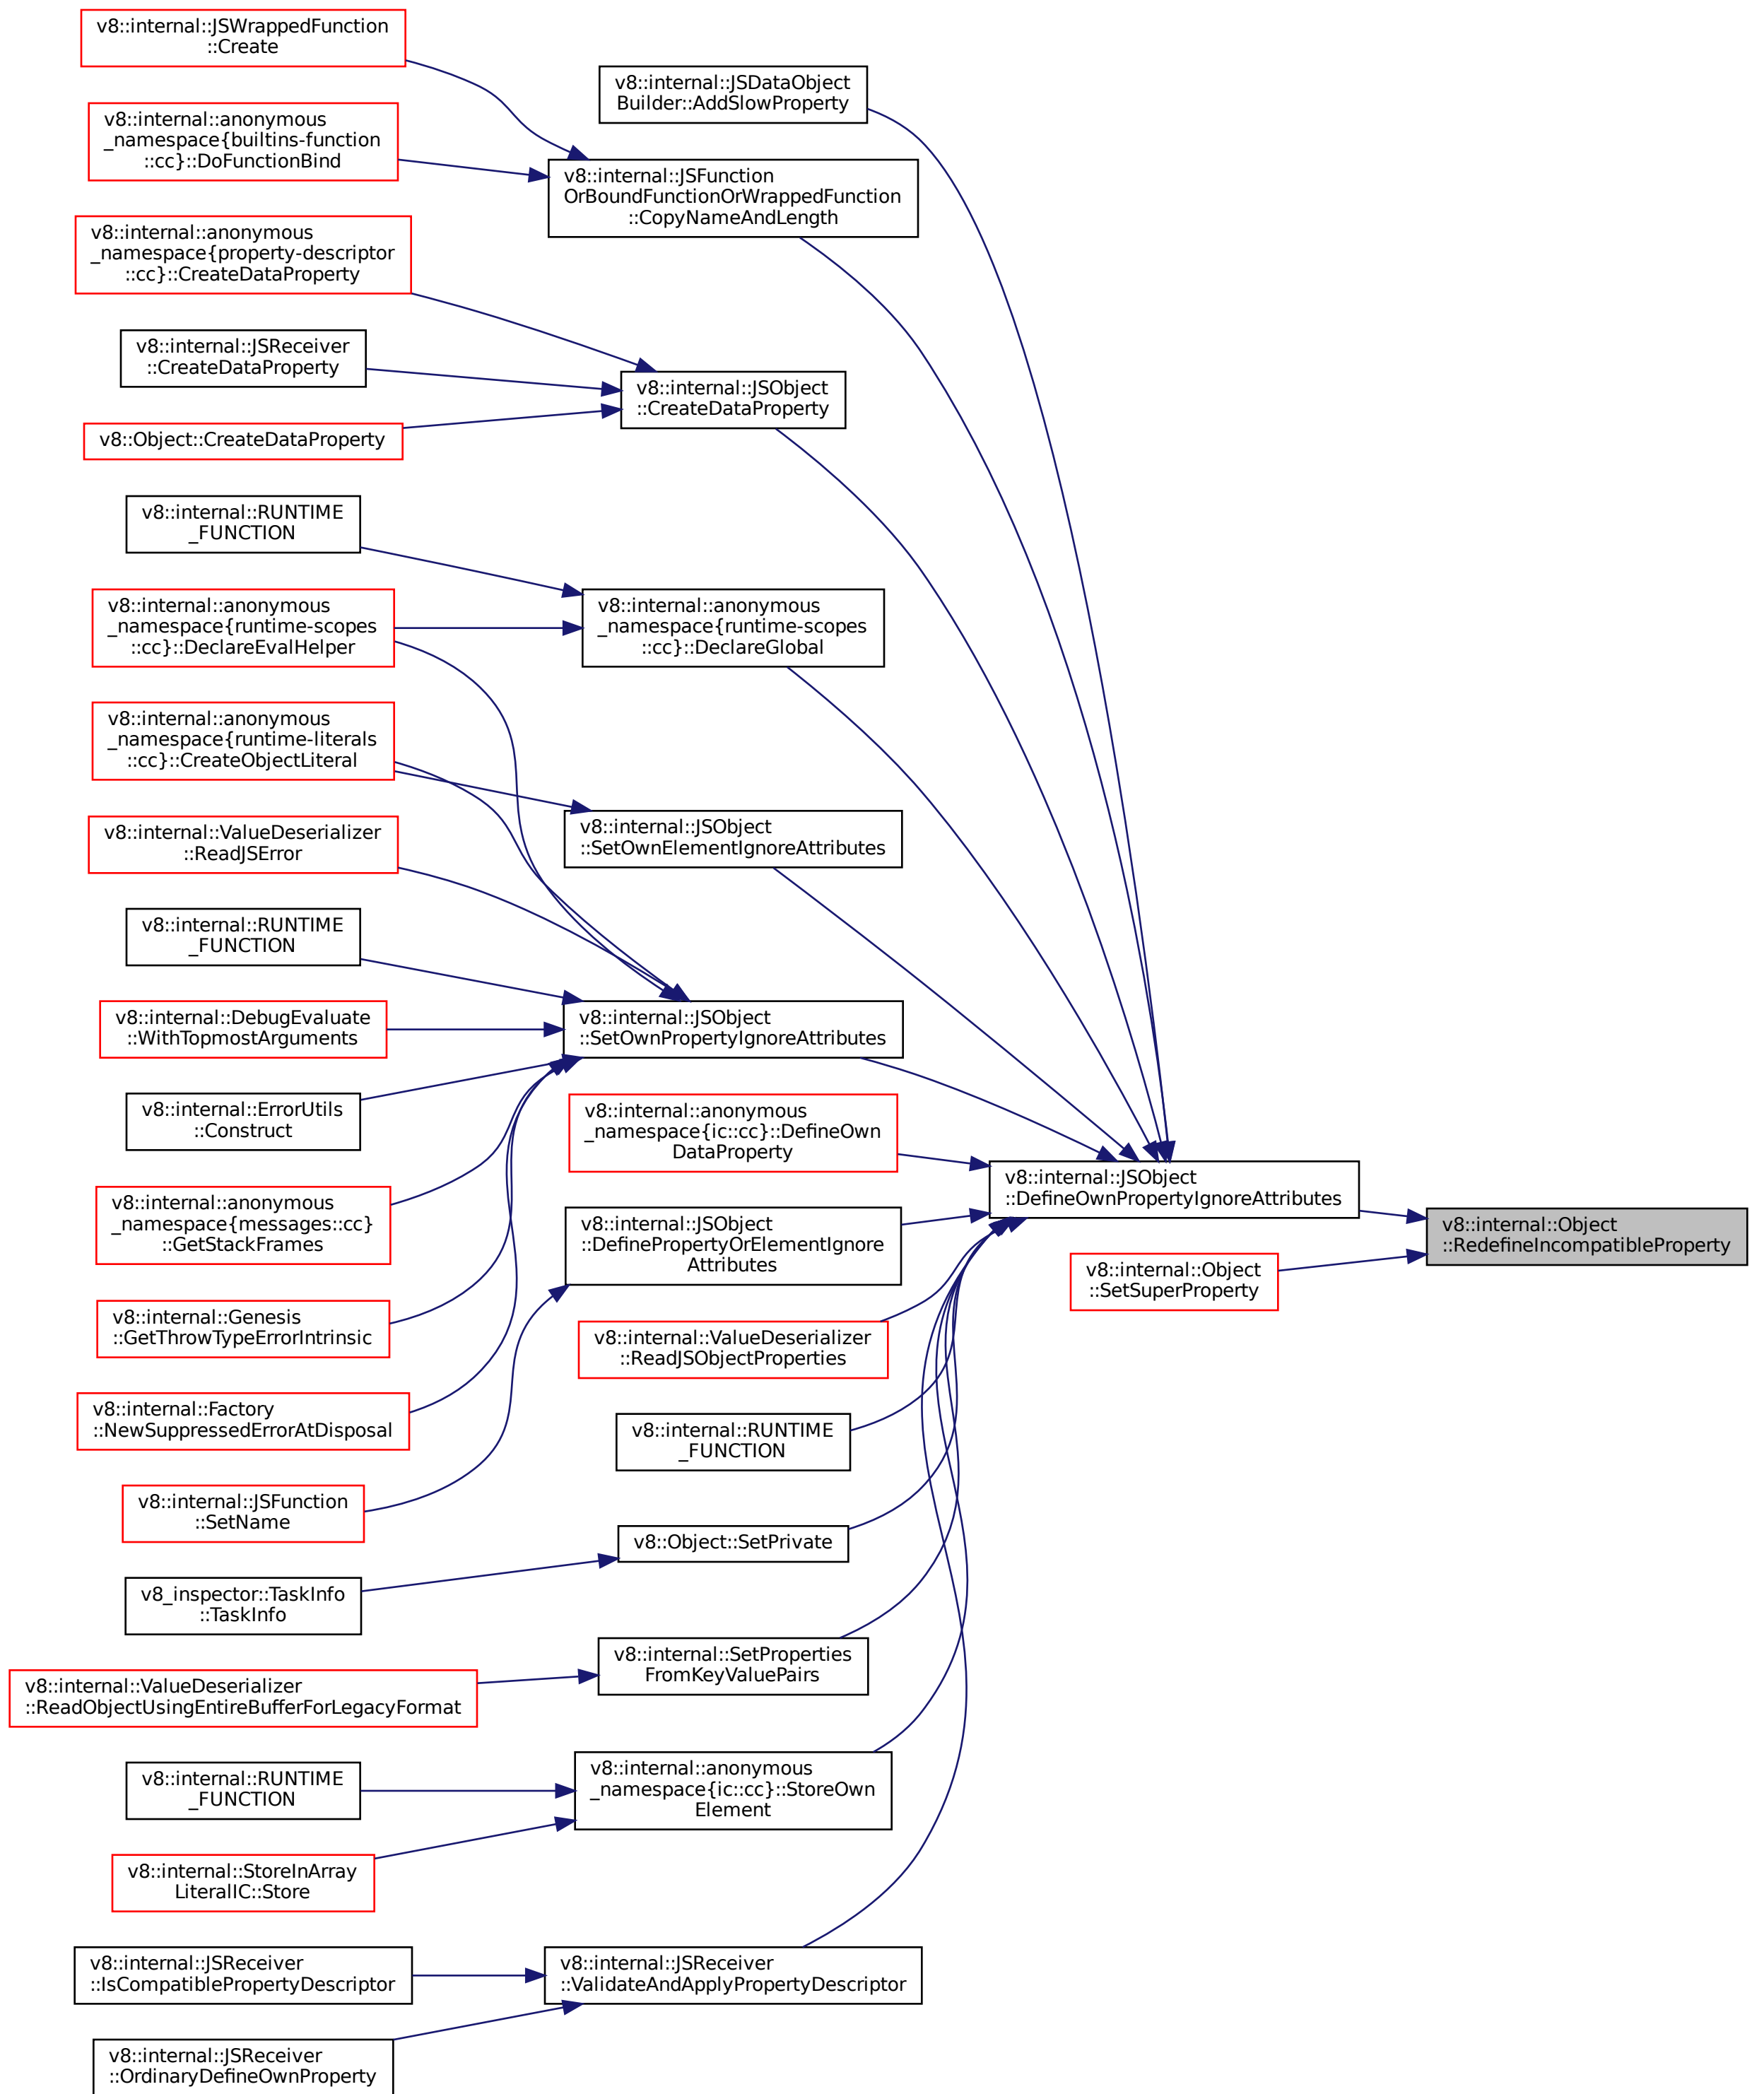 v8::internal::JSWrappedFunction
::Create
v8::internal::anonymous
_namespace{builtins-function
::cc}::DoFunctionBind
v8::internal::anonymous
_namespace{property-descriptor
::cc}::CreateDataProperty
v8::internal::JSReceiver
::CreateDataProperty
v8::Object::CreateDataProperty
v8::internal::RUNTIME
_FUNCTION
v8::internal::anonymous
_namespace{runtime-scopes
::cc}::DeclareEvalHelper
v8::internal::anonymous
_namespace{runtime-literals
::cc}::CreateObjectLiteral
v8::internal::ValueDeserializer
::ReadJSError
v8::internal::RUNTIME
_FUNCTION
v8::internal::DebugEvaluate
::WithTopmostArguments
v8::internal::ErrorUtils
::Construct
v8::internal::anonymous
_namespace{messages::cc}
::GetStackFrames
v8::internal::Genesis
::GetThrowTypeErrorIntrinsic
v8::internal::Factory
::NewSuppressedErrorAtDisposal
v8::internal::JSFunction
::SetName
v8_inspector::TaskInfo
::TaskInfo
v8::internal::ValueDeserializer
::ReadObjectUsingEntireBufferForLegacyFormat
v8::internal::RUNTIME
_FUNCTION
v8::internal::StoreInArray
LiteralIC::Store
v8::internal::JSReceiver
::IsCompatiblePropertyDescriptor
v8::internal::JSReceiver
::OrdinaryDefineOwnProperty
v8::internal::JSDataObject
Builder::AddSlowProperty
v8::internal::JSFunction
OrBoundFunctionOrWrappedFunction
::CopyNameAndLength
v8::internal::JSObject
::CreateDataProperty
v8::internal::anonymous
_namespace{runtime-scopes
::cc}::DeclareGlobal
v8::internal::JSObject
::SetOwnElementIgnoreAttributes
v8::internal::JSObject
::SetOwnPropertyIgnoreAttributes
v8::internal::anonymous
_namespace{ic::cc}::DefineOwn
DataProperty
v8::internal::JSObject
::DefinePropertyOrElementIgnore
Attributes
v8::internal::ValueDeserializer
::ReadJSObjectProperties
v8::internal::RUNTIME
_FUNCTION
v8::Object::SetPrivate
v8::internal::SetProperties
FromKeyValuePairs
v8::internal::anonymous
_namespace{ic::cc}::StoreOwn
Element
v8::internal::JSReceiver
::ValidateAndApplyPropertyDescriptor
v8::internal::JSObject
::DefineOwnPropertyIgnoreAttributes
v8::internal::Object
::SetSuperProperty
v8::internal::Object
::RedefineIncompatibleProperty